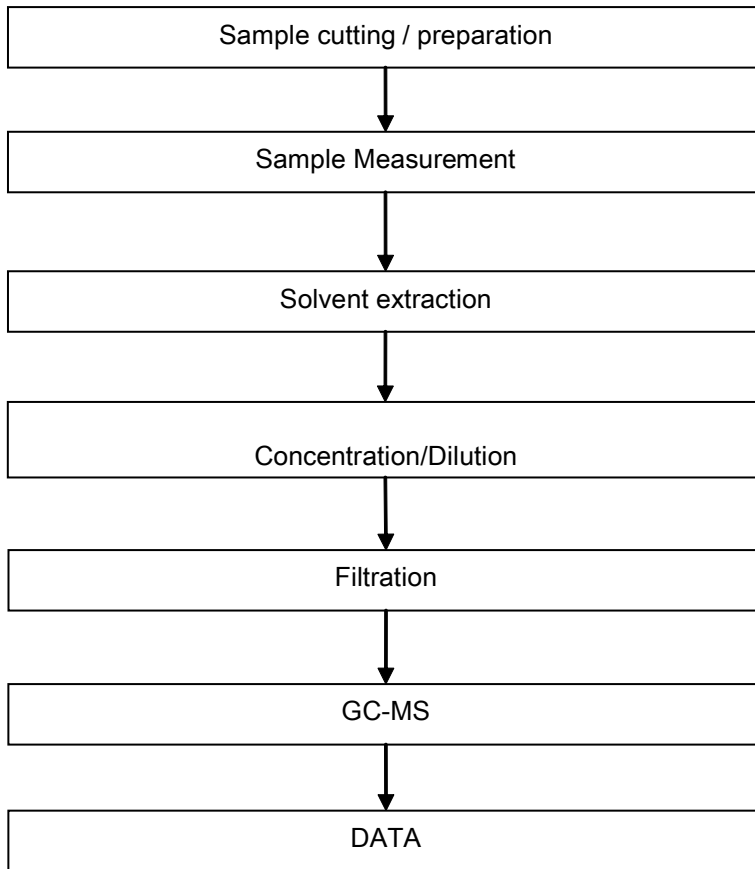 Sample cutting / preparation
Sample Measurement
Solvent extraction
Concentration/Dilution
Filtration
GC-MS
DATA